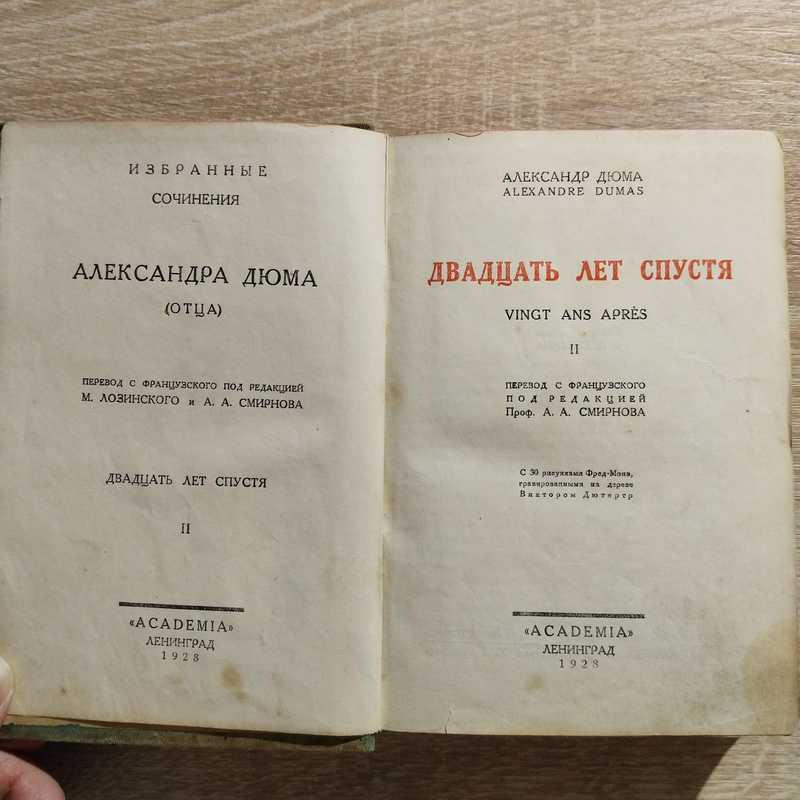 ИЗБРАННЫЕ
СОЧИНЕНИЯ
АЛЕКСАНДРА ДЮМА
(ОТЦА)
ПЕРЕВОД С ФРАНЦУЗСКОГО ПОД РЕДАКЦИЕЙ
М. ЛОЗИНСКОГО и А. А. СМИРНОВА
ДВАДЦАТЬ ЛЕТ СПУСТЯ
II
«ACADEMIA»
ЛЕНИНГРАД
1928
АЛЕКСАНДР ДЮМА
ALEXANDRE DUMAS
ДВАДЦАТЬ ЛЕТ СПУСТЯ
VINGT ANS APRÈS
II
ПЕРЕВОД С ФРАНЦУЗСКОГО
ПОД РЕДАКЦИЕЙ
Проф. А. А. СМИРНОВА
С 30 рисунками Фред-Мона,
гравированными на дереве
Виктором Дютертр
«ACADEMIA»
ЛЕНИНГРАД
1928